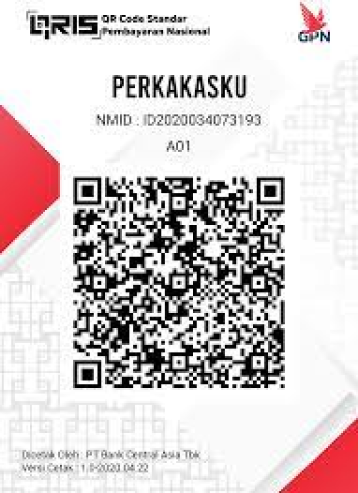 QRIS QR Code Standar
Pembayaran Nasional
GPN
PERKAKASKU
NMID : ID2020034073193
A01
Dicetak Oleh : PT Bank Central Asia Tbk
Versi Cetak : 1.0-2020.04.22